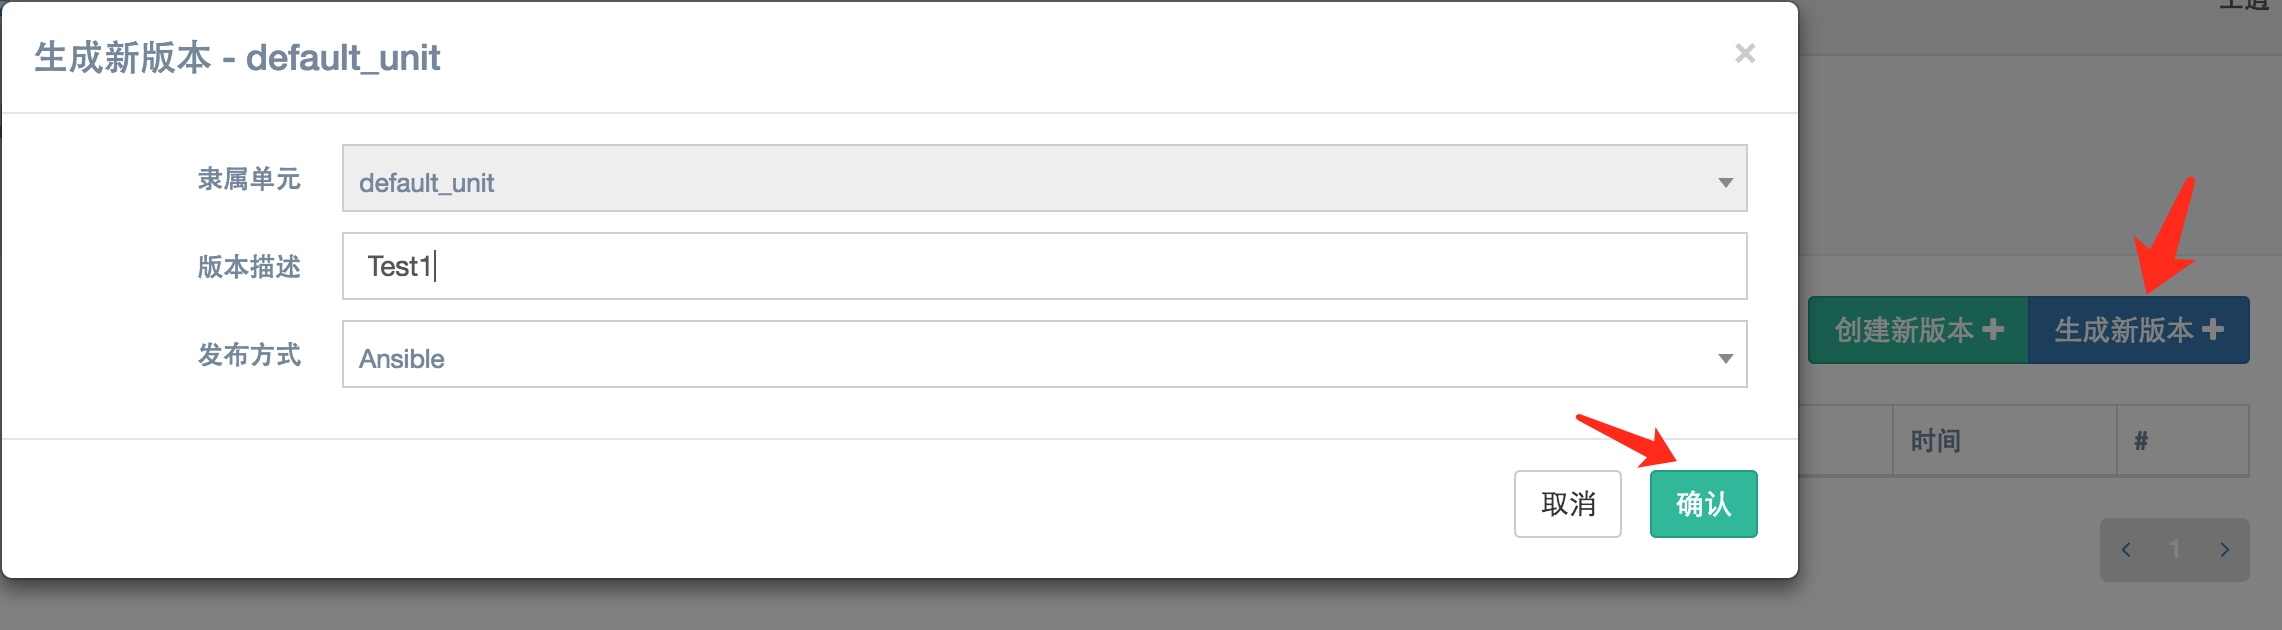 生成新版本 - default_unit
×
隶属单元
default_unit
版本描述
Test1
发布方式
Ansible
取消
确认
创建新版本 +
生成新版本 +
时间
#
< 1 >